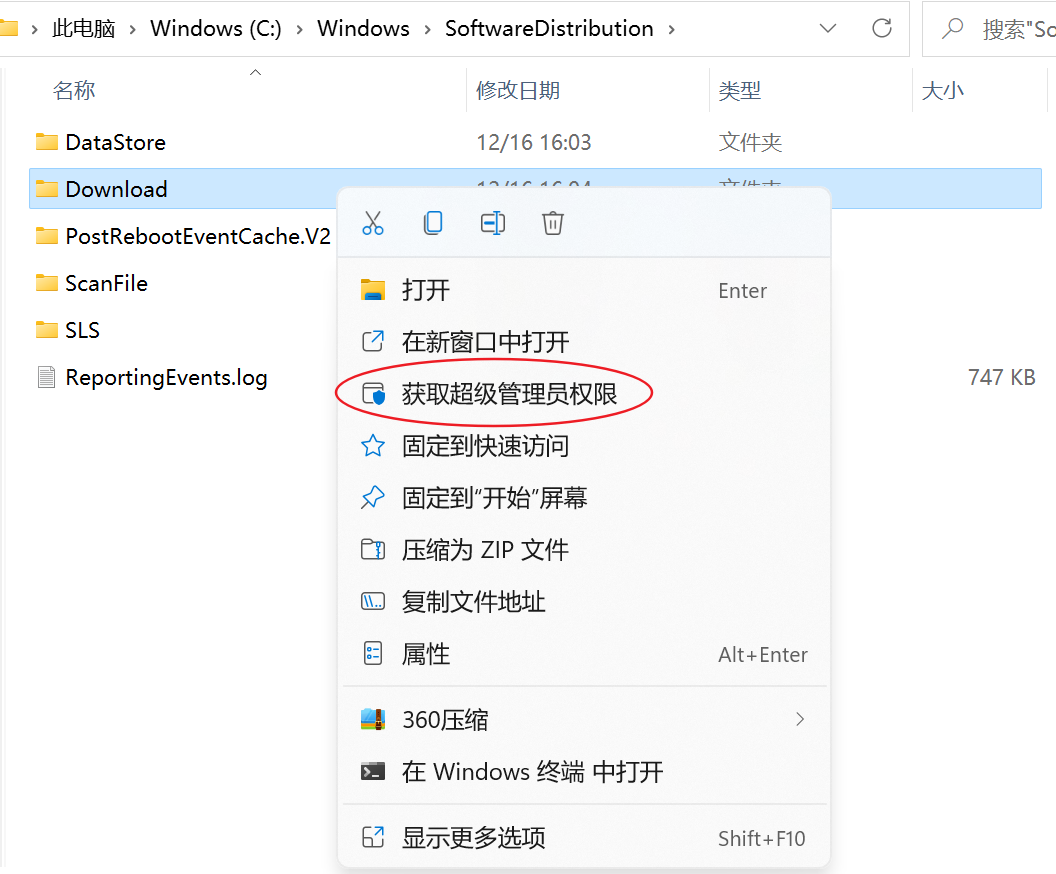 此电脑 › Windows (C:) › Windows › SoftwareDistribution ›
搜索"So
名称 修改日期 类型 大小
DataStore 12/16 16:03 文件夹
Download
PostRebootEventCache.V2
ScanFile
SLS
ReportingEvents.log 747 KB
打开 Enter
在新窗口中打开
获取超级管理员权限
固定到快速访问
固定到“开始”屏幕
压缩为 ZIP 文件
复制文件地址
属性 Alt+Enter
360压缩
在 Windows 终端 中打开
显示更多选项 Shift+F10